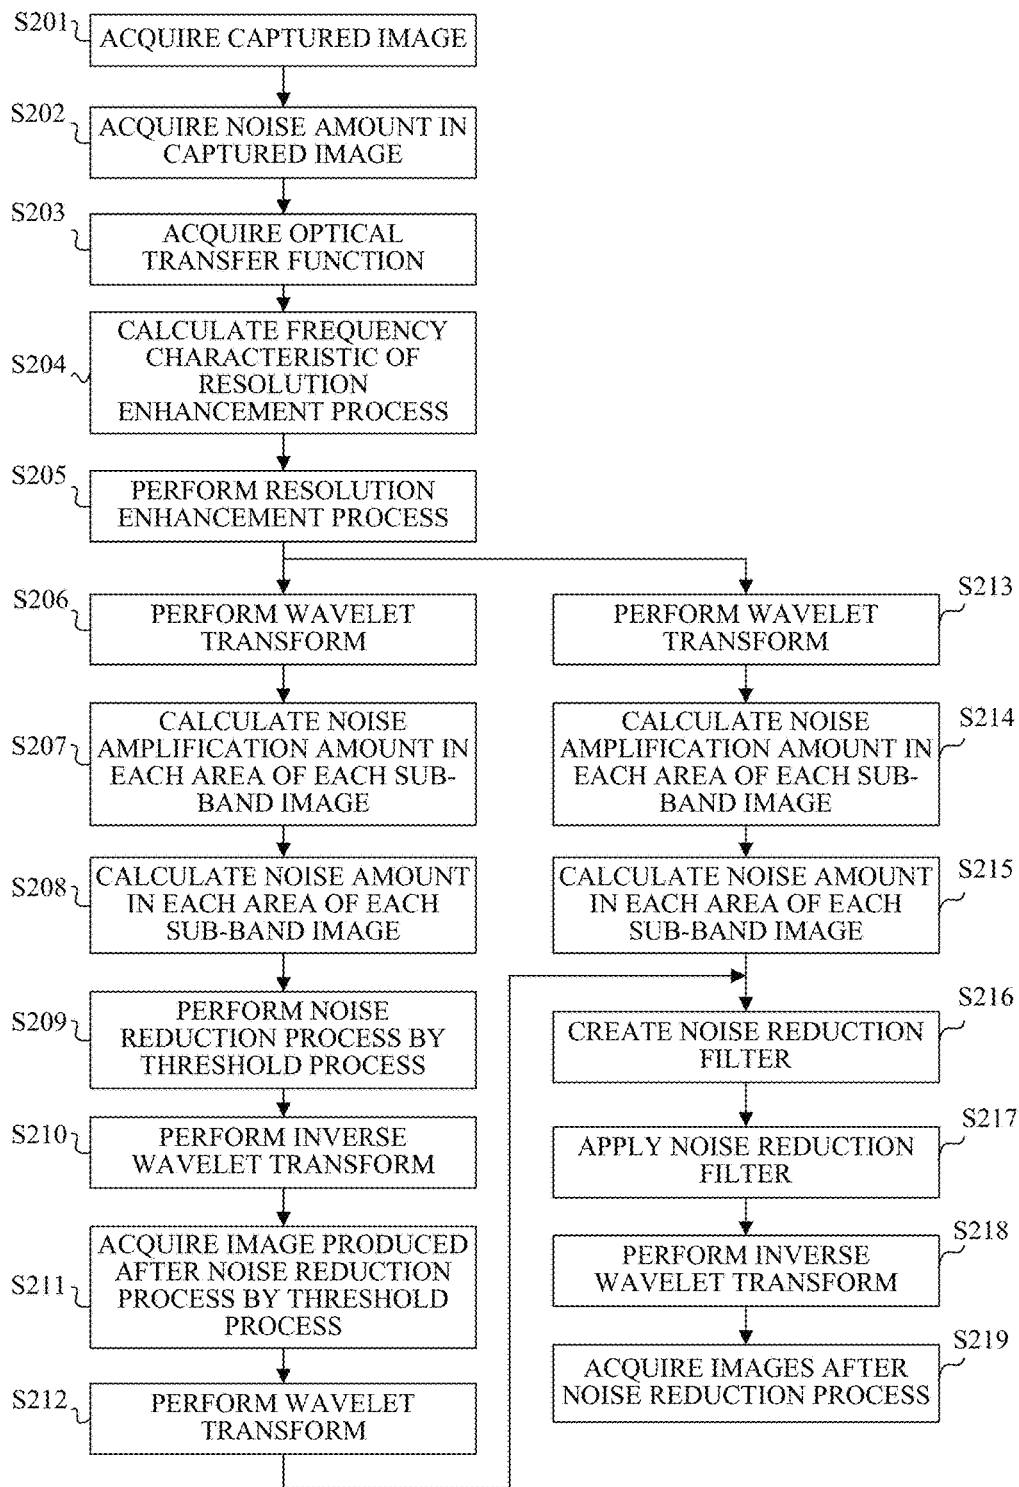 S201
ACQUIRE CAPTURED IMAGE
S202
ACQUIRE NOISE AMOUNT IN
CAPTURED IMAGE
S203
ACQUIRE OPTICAL
TRANSFER FUNCTION
S204
CALCULATE FREQUENCY
CHARACTERISTIC OF
RESOLUTION
ENHANCEMENT PROCESS
S205
PERFORM RESOLUTION
ENHANCEMENT PROCESS
S206
PERFORM WAVELET
TRANSFORM
S207
CALCULATE NOISE
AMPLIFICATION AMOUNT IN
EACH AREA OF EACH SUB-
BAND IMAGE
S208
CALCULATE NOISE AMOUNT
IN EACH AREA OF EACH
SUB-BAND IMAGE
S209
PERFORM NOISE
REDUCTION PROCESS BY
THRESHOLD PROCESS
S210
PERFORM INVERSE
WAVELET TRANSFORM
S211
ACQUIRE IMAGE PRODUCED
AFTER NOISE REDUCTION
PROCESS BY THRESHOLD
PROCESS
S212
PERFORM WAVELET
TRANSFORM
S213
PERFORM WAVELET
TRANSFORM
S214
CALCULATE NOISE
AMPLIFICATION AMOUNT IN
EACH AREA OF EACH SUB-
BAND IMAGE
S215
CALCULATE NOISE AMOUNT
IN EACH AREA OF EACH
SUB-BAND IMAGE
S216
CREATE NOISE REDUCTION
FILTER
S217
APPLY NOISE REDUCTION
FILTER
S218
PERFORM INVERSE
WAVELET TRANSFORM
S219
ACQUIRE IMAGES AFTER
NOISE REDUCTION PROCESS